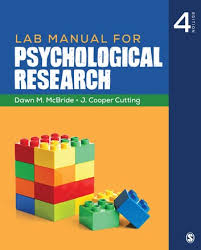 4
EDITION
LAB MANUAL FOR
PSYCHOLOGICAL
RESEARCH
Dawn M. McBride • J. Cooper Cutting
SAGE